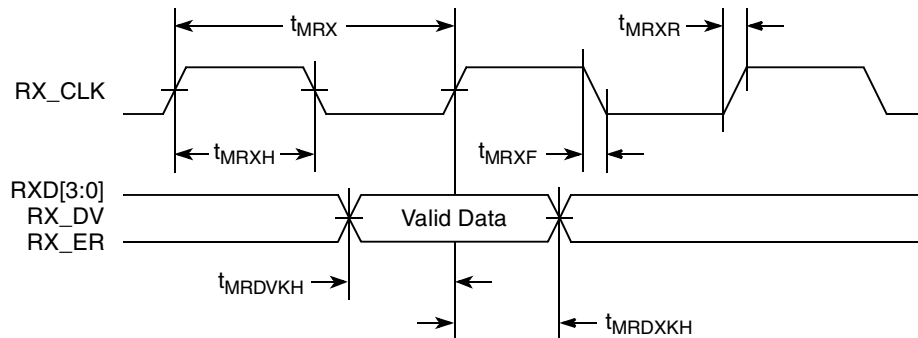 tMRX
tMRXR
RX_CLK
tMRXH
tMRXF
RXD[3:0]
RX_DV
Valid Data
RX_ER
tMRDVKH
tMRDXKH